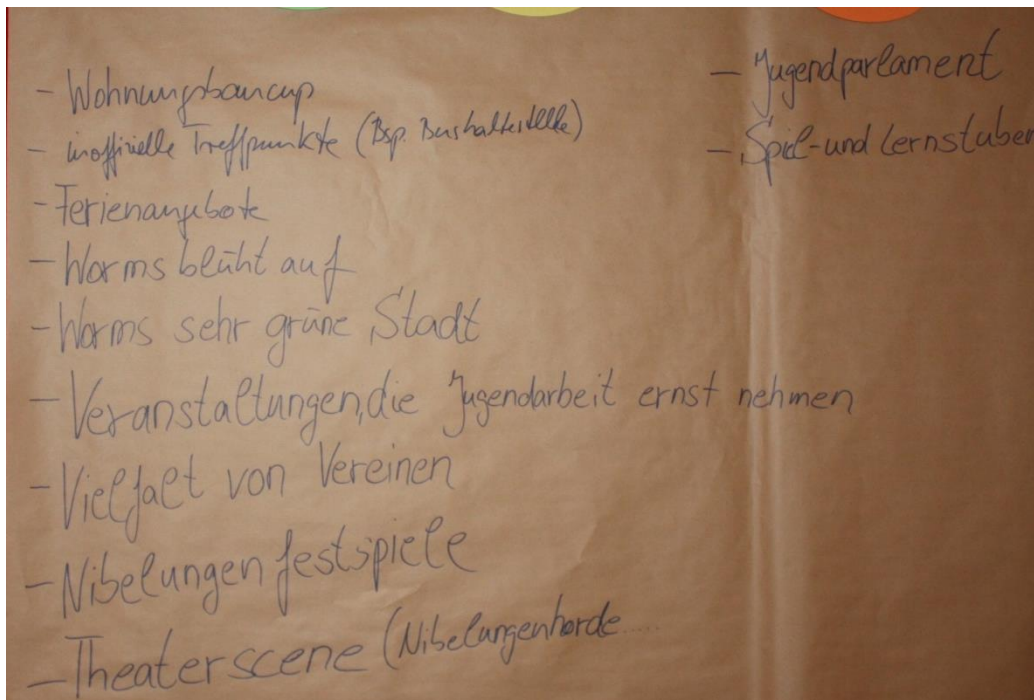 - Wohnungsbaucup
- inoffizielle Treffpunkte (Bsp. Bushaltestelle)
- Ferienangebote
- Worms blüht auf
- Worms sehr grüne Stadt
- Veranstaltungen, die Jugendarbeit ernst nehmen
- Vielfalt von Vereinen
- Nibelungenfestspiele
- Theaterscene (Nibelungenhorde.....
- Jugendparlament
- Spiel- und Lernstuben